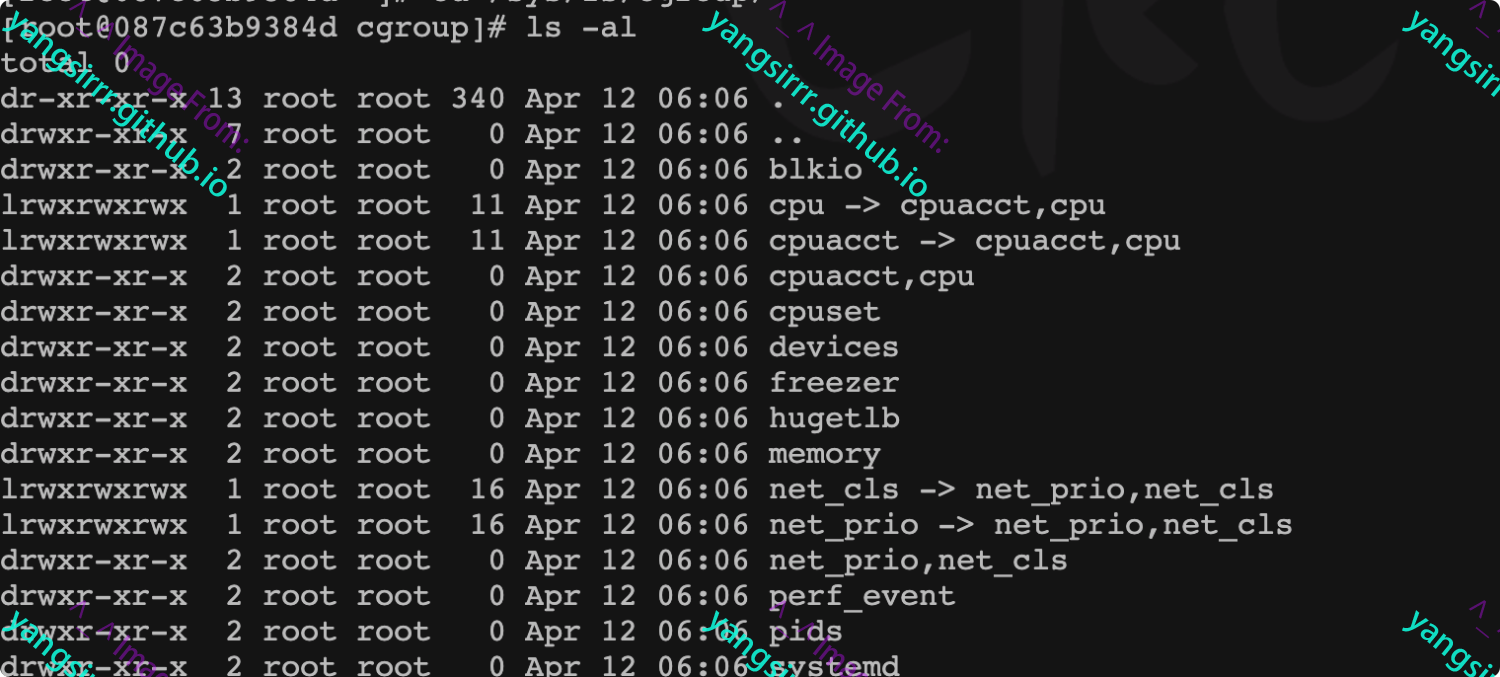 [root@087c63b9384d cgroup]# ls -al
total 0
dr-xr-xr-x 13 root root 340 Apr 12 06:06 .
drwxr-xr-x 7 root root 0 Apr 12 06:06 ..
drwxr-xr-x 2 root root 0 Apr 12 06:06 blkio
lrwxrwxrwx 1 root root 11 Apr 12 06:06 cpu -> cpuacct,cpu
lrwxrwxrwx 1 root root 11 Apr 12 06:06 cpuacct -> cpuacct,cpu
drwxr-xr-x 2 root root 0 Apr 12 06:06 cpuacct,cpu
drwxr-xr-x 2 root root 0 Apr 12 06:06 cpuset
drwxr-xr-x 2 root root 0 Apr 12 06:06 devices
drwxr-xr-x 2 root root 0 Apr 12 06:06 freezer
drwxr-xr-x 2 root root 0 Apr 12 06:06 hugetlb
drwxr-xr-x 2 root root 0 Apr 12 06:06 memory
lrwxrwxrwx 1 root root 16 Apr 12 06:06 net_cls -> net_prio,net_cls
lrwxrwxrwx 1 root root 16 Apr 12 06:06 net_prio -> net_prio,net_cls
drwxr-xr-x 2 root root 0 Apr 12 06:06 net_prio,net_cls
drwxr-xr-x 2 root root 0 Apr 12 06:06 perf_event
drwxr-xr-x 2 root root 0 Apr 12 06:06 pids
drwxr-xr-x 2 root root 0 Apr 12 06:06 systemd
^_^ Image From:
yangsirrr.github.io
^_^ Image From:
yangsirrr.github.io